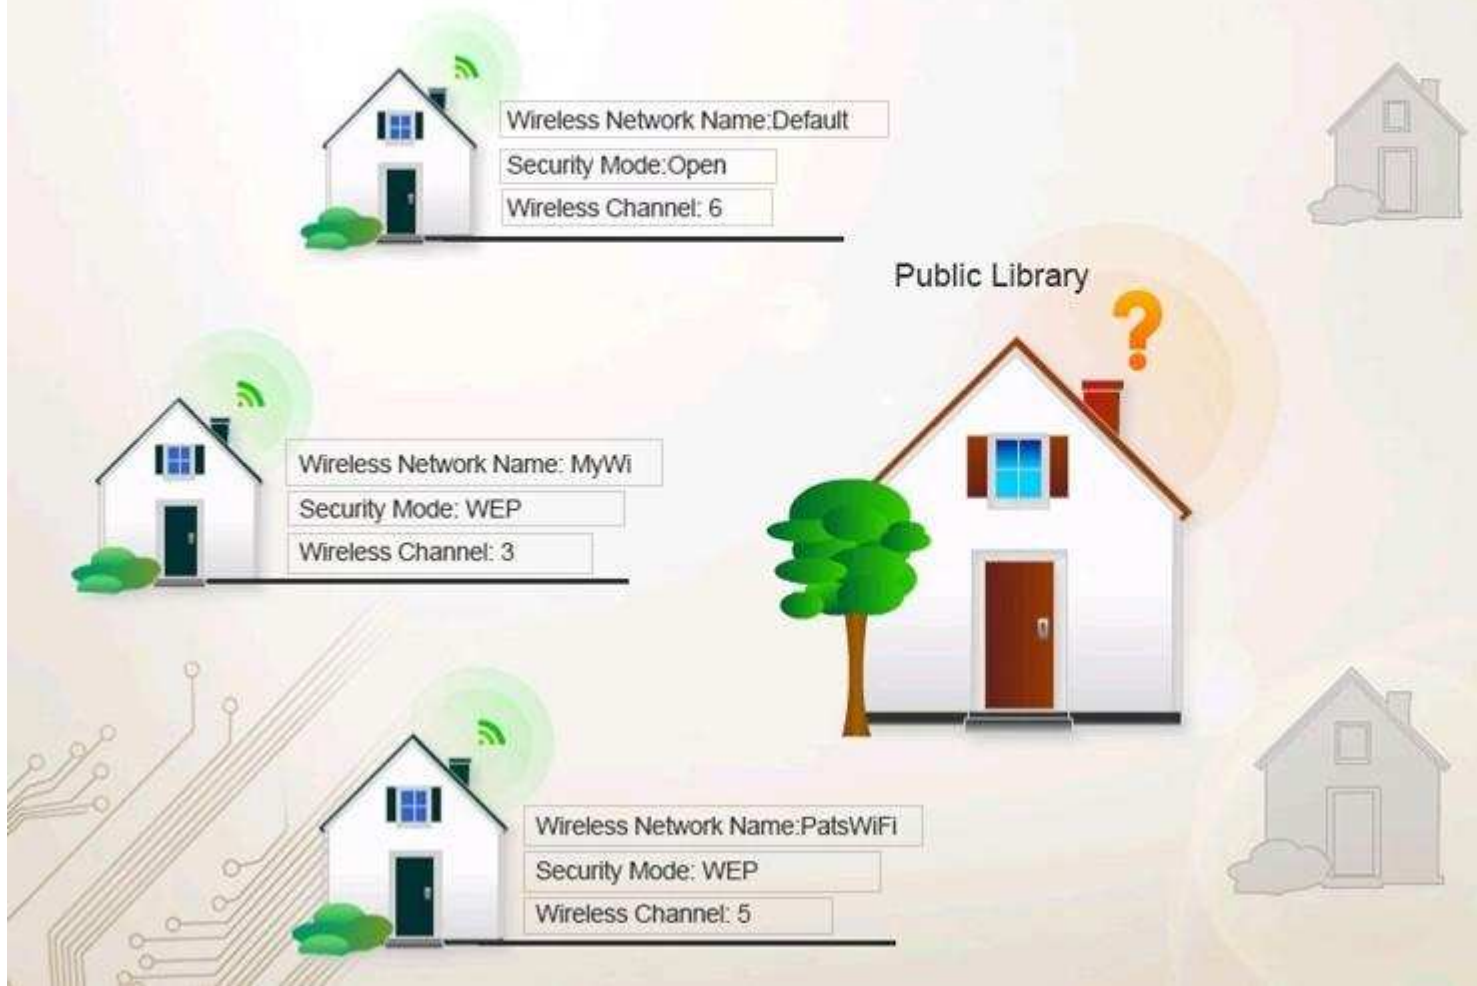 Wireless Network Name:Default
Security Mode:Open
Wireless Channel: 6
Public Library
?
Wireless Network Name: MyWi
Security Mode: WEP
Wireless Channel: 3
Wireless Network Name:PatsWiFi
Security Mode: WEP
Wireless Channel: 5